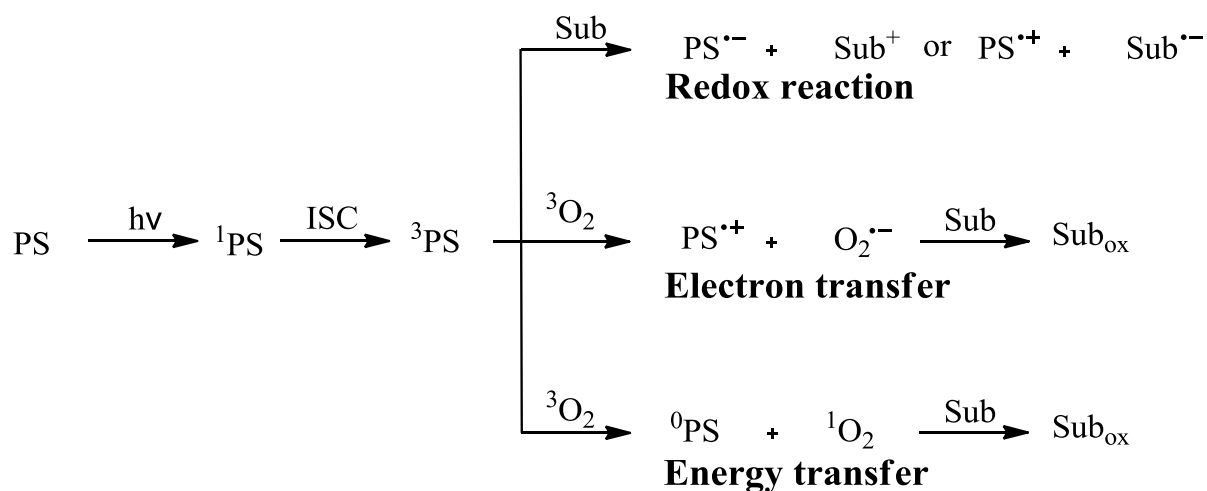 Sub
PS•− + Sub+ or PS•+ + Sub•−
Redox reaction
PS hν 1PS ISC 3PS 3O2 PS•+ + O2•− Sub Subox
Electron transfer
3O2 0PS + 1O2 Sub Subox
Energy transfer